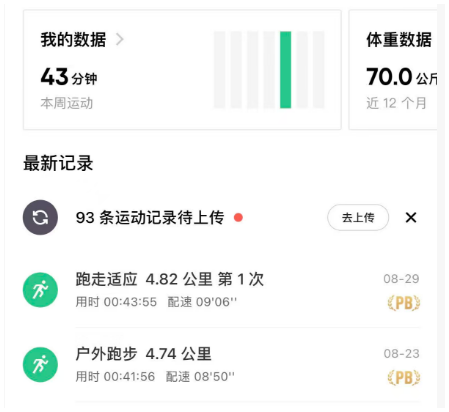 我的数据
43分钟
本周运动
体重数据
70.0公斤
近 12 个月
最新记录
93 条运动记录待上传
去上传
跑走适应 4.82 公里 第 1 次
08-29
用时 00:43:55 配速 09'06''
PB
户外跑步 4.74 公里
08-23
用时 00:41:56 配速 08'50''
PB